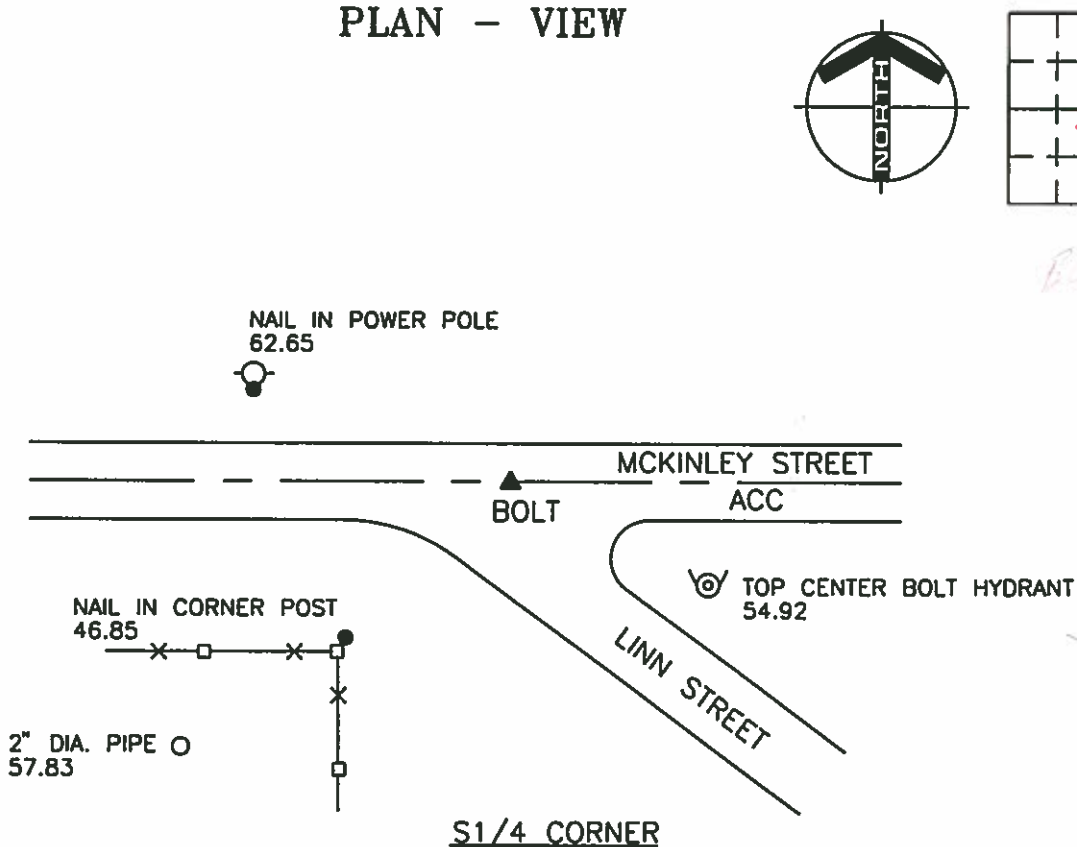 PLAN – VIEW
NORTH
NAIL IN POWER POLE
62.65
MCKINLEY STREET
ACC
BOLT
TOP CENTER BOLT HYDRANT
54.92
NAIL IN CORNER POST
46.85
LINN STREET
2" DIA. PIPE
57.83
S1/4 CORNER